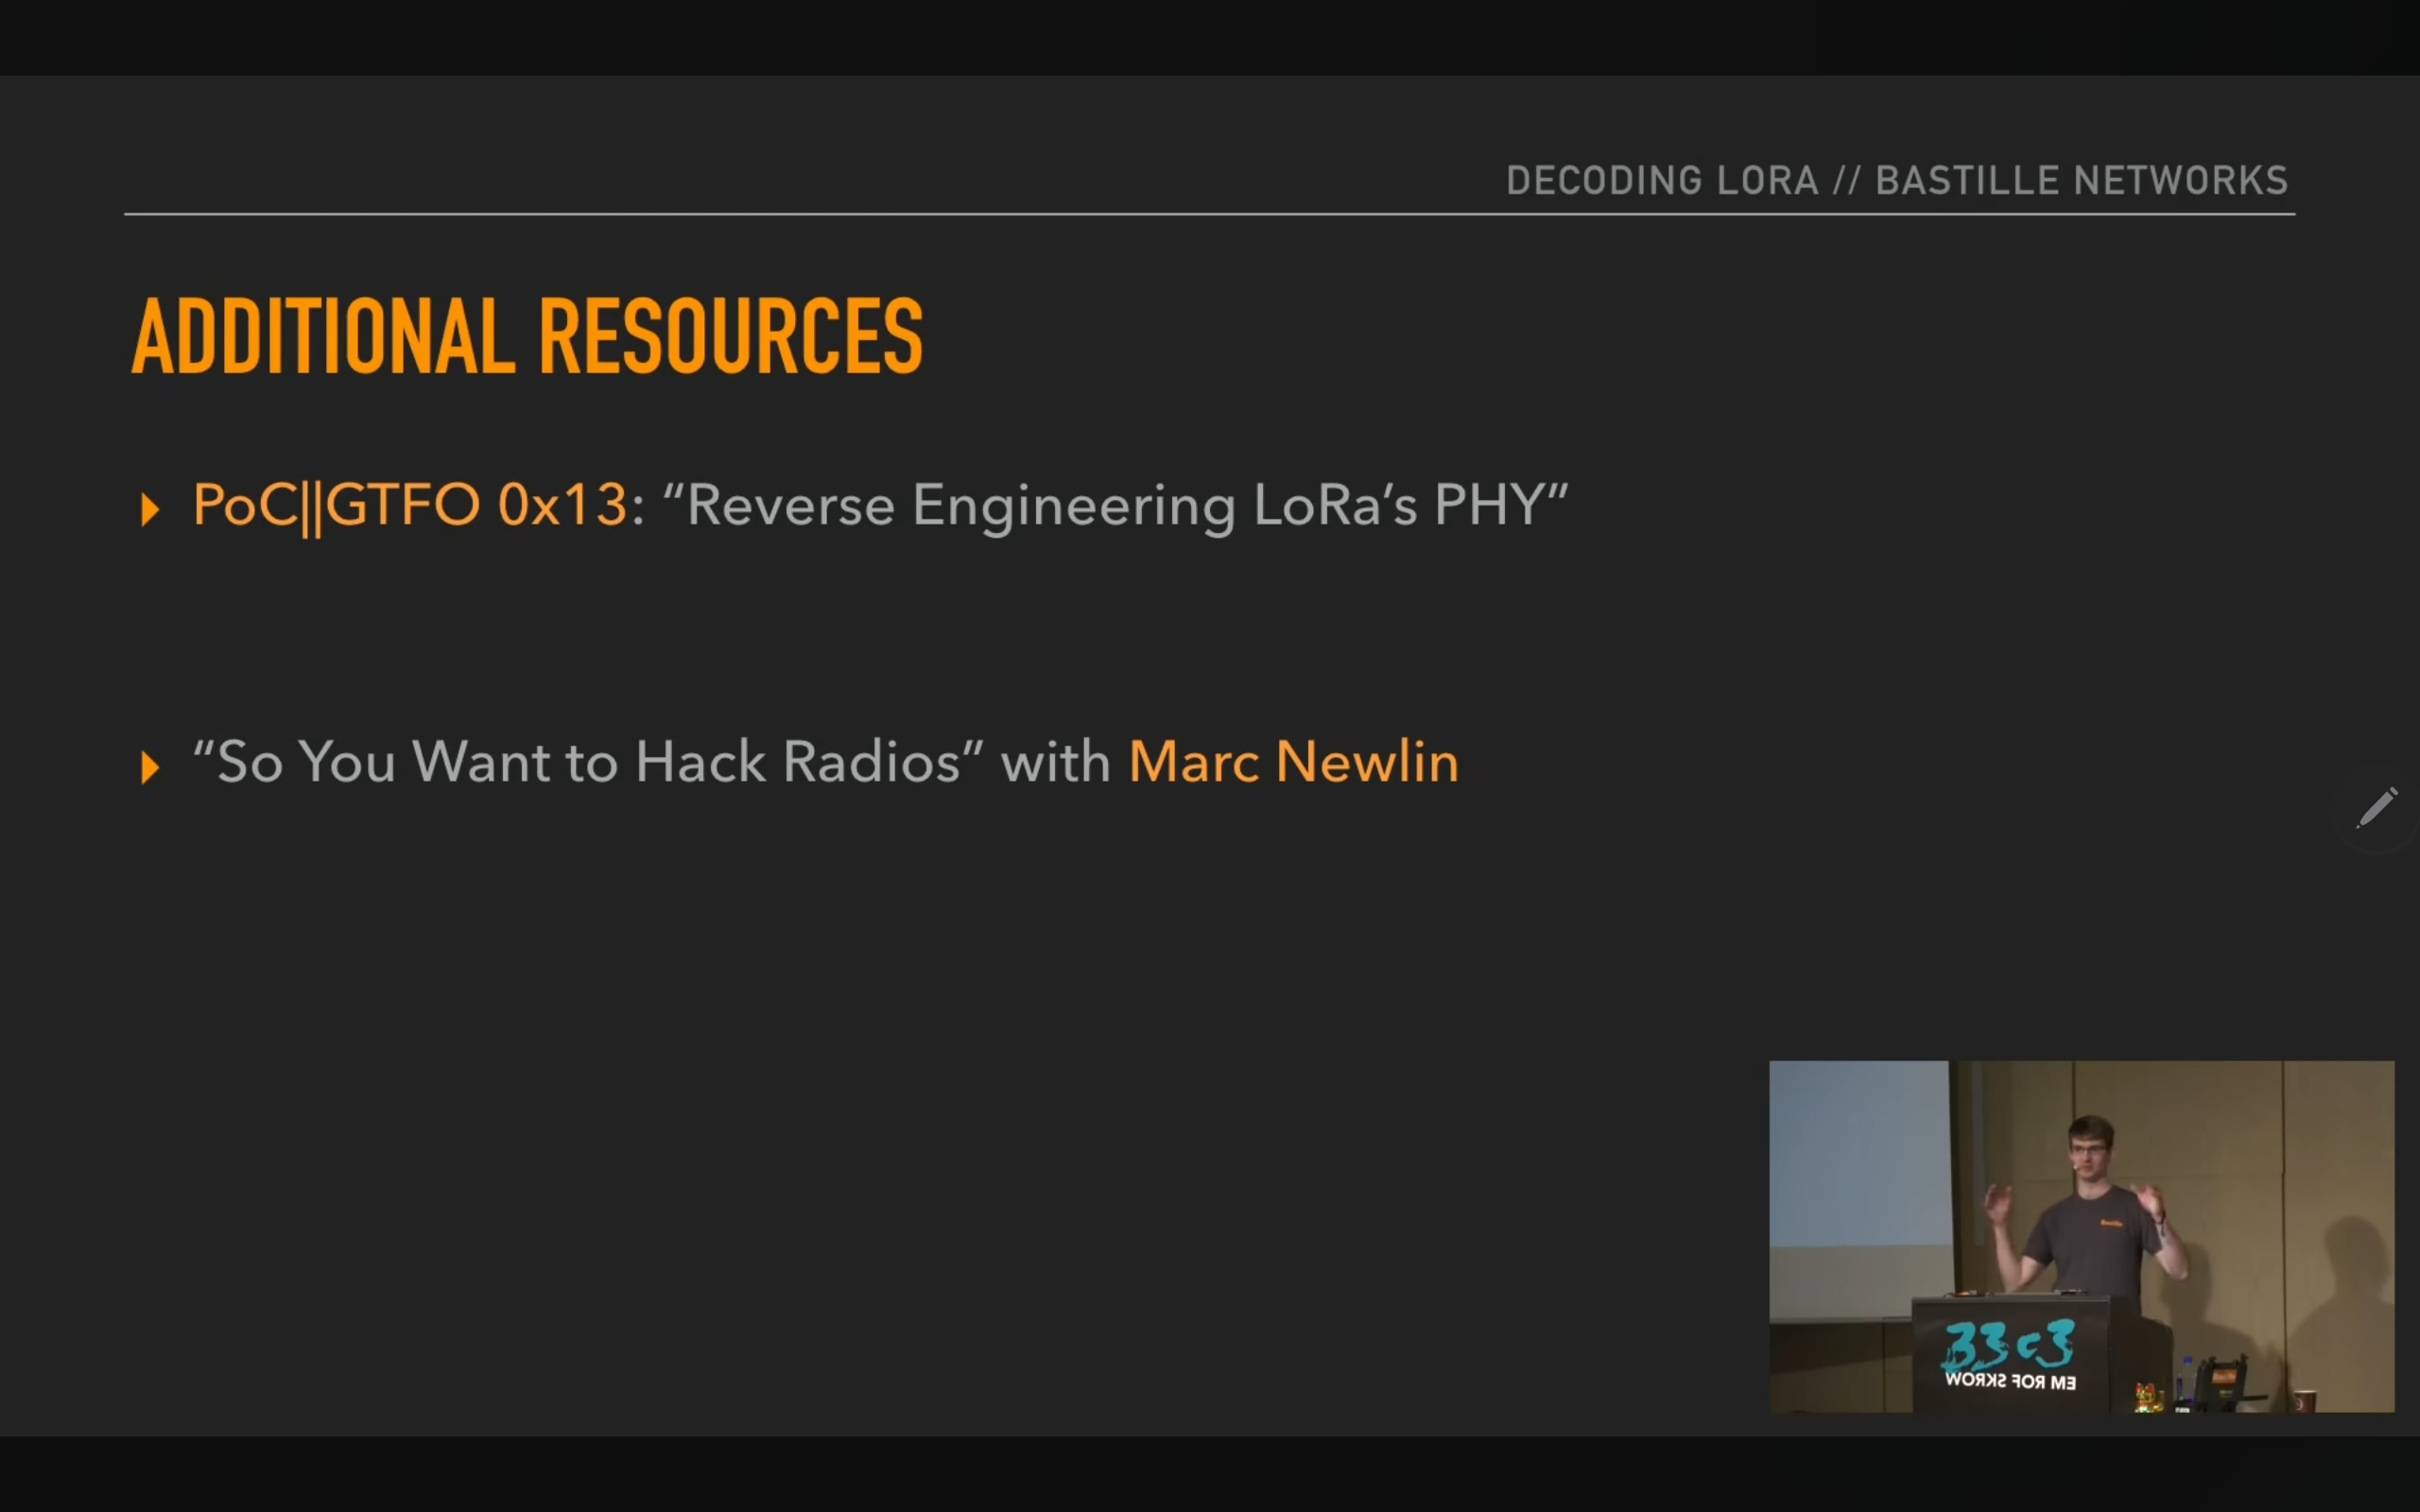 DECODING LORA // BASTILLE NETWORKS
ADDITIONAL RESOURCES
PoC||GTFO 0x13: “Reverse Engineering LoRa’s PHY”
“So You Want to Hack Radios” with Marc Newlin
33c3
WORKS FOR ME